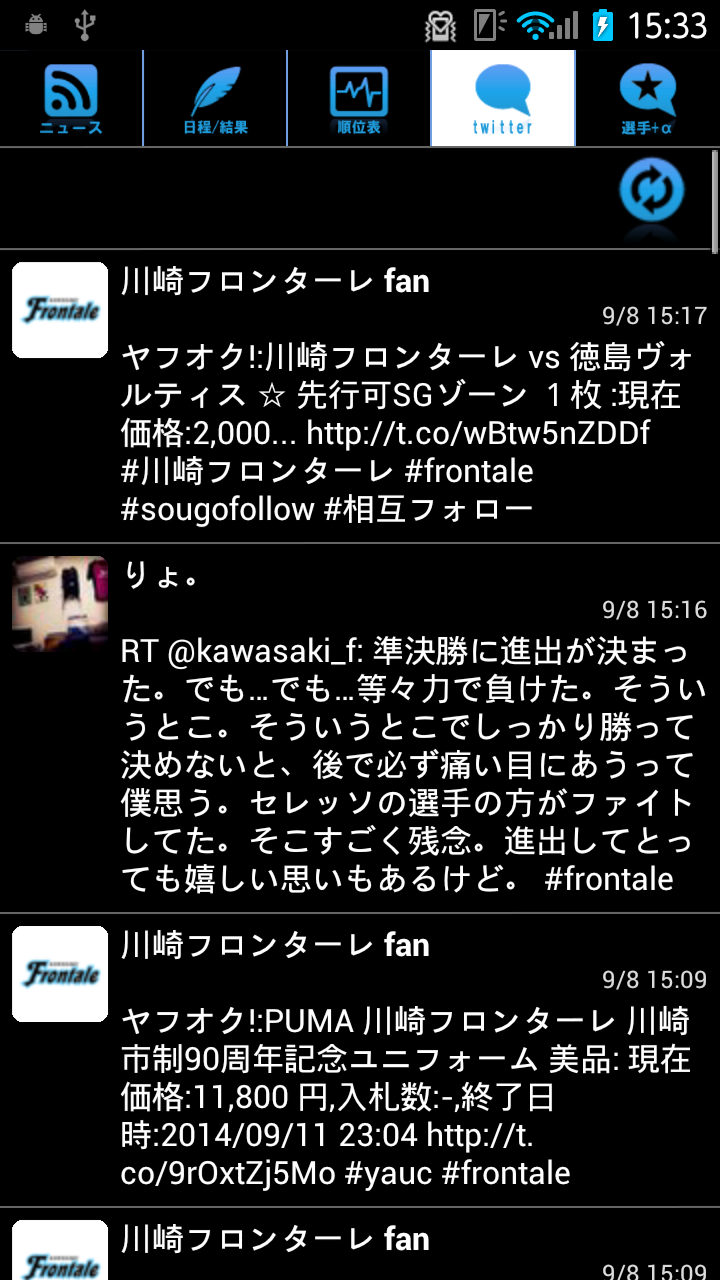 15:33
ニュース
日程/結果
順位表
twitter
選手+α
Frontale
川崎フロンターレ fan
9/8 15:17
ヤフオク!:川崎フロンターレ vs 徳島ヴォ
ルティス ☆ 先行可SGゾーン １枚 :現在
価格:2,000... http://t.co/wBtw5nZDDf
#川崎フロンターレ #frontale
#sougofollow #相互フォロー
りょ。
9/8 15:16
RT @kawasaki_f: 準決勝に進出が決まっ
た。でも…でも…等々力で負けた。そうい
うとこ。そういうとこでしっかり勝って
決めないと、後で必ず痛い目にあうって
僕思う。セレッソの選手の方がファイト
してた。そこすごく残念。進出してとっ
ても嬉しい思いもあるけど。 #frontale
Frontale
川崎フロンターレ fan
9/8 15:09
ヤフオク!:PUMA 川崎フロンターレ 川崎
市制90周年記念ユニフォーム 美品: 現在
価格:11,800 円,入札数:-,終了日
時:2014/09/11 23:04 http://t.
co/9rOxtZj5Mo #yauc #frontale
Frontale
川崎フロンターレ fan
9/8 15:09